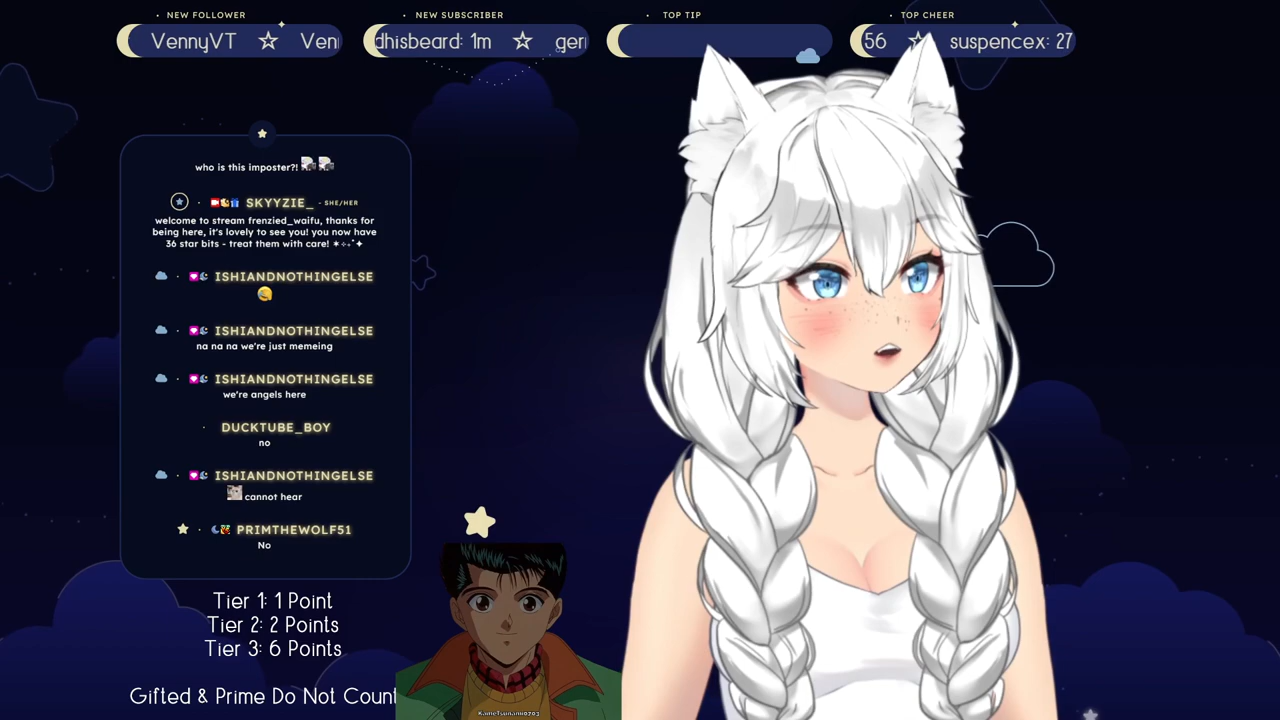 NEW FOLLOWER
VennyVT ☆ Ven
NEW SUBSCRIBER
dhisbeard: 1m ☆ ger
TOP TIP
TOP CHEER
56 ☆ suspencex: 27
who is this imposter?!
SKYYZIE_ - SHE/HER
welcome to stream frenzied_waifu, thanks for
being here, it's lovely to see you! you now have
36 star bits - treat them with care!
ISHIANDNOTHINGELSE
ISHIANDNOTHINGELSE
na na na we're just memeing
ISHIANDNOTHINGELSE
we're angels here
DUCKTUBE_BOY
no
ISHIANDNOTHINGELSE
cannot hear
PRIMTHEWOLF51
No
Tier 1: 1 Point
Tier 2: 2 Points
Tier 3: 6 Points
Gifted & Prime Do Not Count
KameTsunami0703